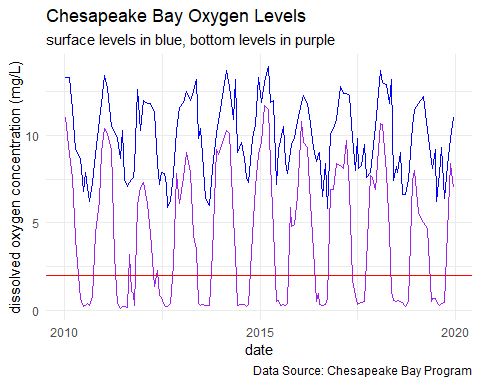 Chesapeake Bay Oxygen Levels
surface levels in blue, bottom levels in purple
dissolved oxygen concentration (mg/L)
10
5
0
2010
2015
2020
date
Data Source: Chesapeake Bay Program